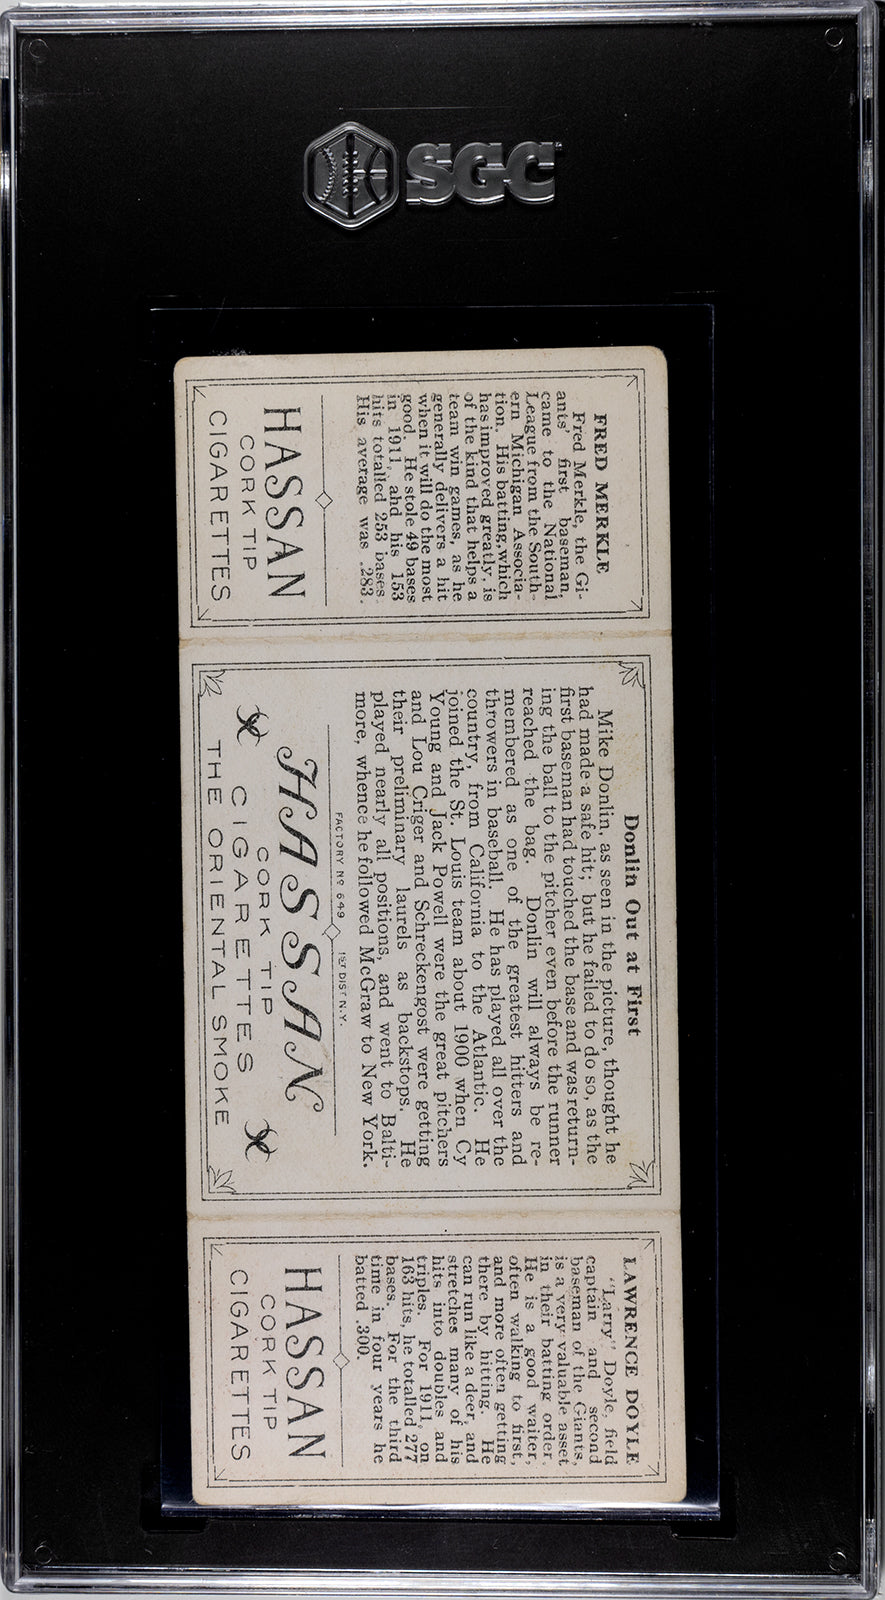 SGC
FRED MERKLE
Fred Merkle, the Gi-
ants' first baseman,
came to the National
League from the South-
ern Michigan Associa-
tion. His batting, which
has improved greatly, is
of the kind that helps a
team win games, as he
generally delivers a hit
when it will do the most
good. He stole 49 bases
in 1911, ahd his 153
hits totalled 253 bases.
His average was .283.
HASSAN
CORK TIP
CIGARETTES
Donlin Out at First
Mike Donlin, as seen in the picture, thought he
had made a safe hit; but he failed to do so, as the
first baseman had touched the base and was return-
ing the ball to the pitcher even before the runner
reached the bag. Donlin will always be re-
membered as one of the greatest hitters and
throwers in baseball. He has played all over the
country, from California to the Atlantic. He
joined the St. Louis team about 1900 when Cy
Young and Jack Powell were the great pitchers
and Lou Criger and Schreckengost were getting
their preliminary laurels as backstops. He
played nearly all positions, and went to Balti-
more, whence he followed McGraw to New York.
FACTORY No 649 1ST DIST. N.Y.
HASSAN
CORK TIP
CIGARETTES
THE ORIENTAL SMOKE
LAWRENCE DOYLE
"Larry" Doyle, field
captain and second
baseman of the Giants,
is a very valuable asset
in their batting order.
He is a good waiter,
often walking to first,
and more often getting
there by hitting. He
can run like a deer, and
stretches many of his
hits into doubles and
triples. For 1911, on
163 hits, he totalled 277
bases. For the third
time in four years he
batted .300.
HASSAN
CORK TIP
CIGARETTES